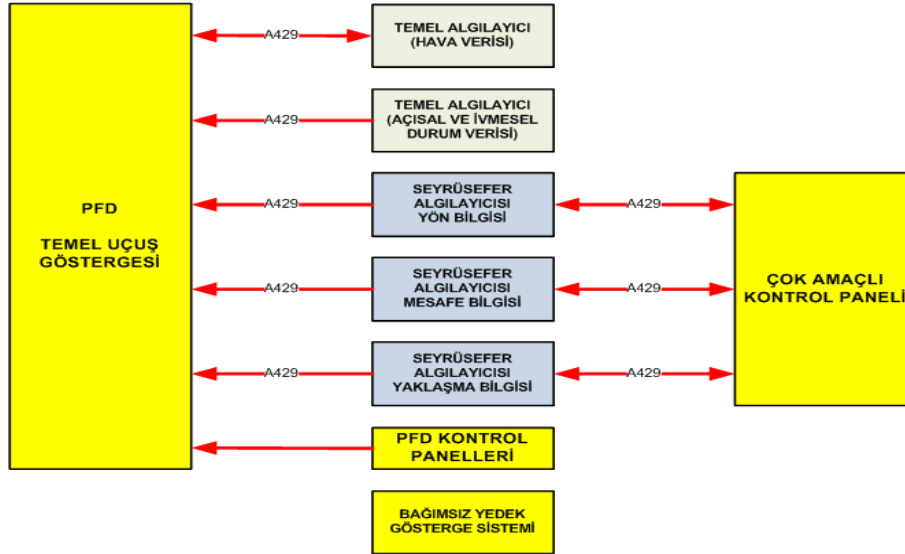 PFD
TEMEL UÇUŞ
GÖSTERGESİ
A429
TEMEL ALGILAYICI
(HAVA VERİSİ)
A429
TEMEL ALGILAYICI
(AÇISAL VE İVMESEL
DURUM VERİSİ)
A429
SEYRÜSEFER
ALGILAYICISI
YÖN BİLGİSİ
A429
A429
SEYRÜSEFER
ALGILAYICISI
MESAFE BİLGİSİ
A429
A429
SEYRÜSEFER
ALGILAYICISI
YAKLAŞMA BİLGİSİ
A429
ÇOK AMAÇLI
KONTROL PANELİ
PFD KONTROL
PANELLERİ
BAĞIMSIZ YEDEK
GÖSTERGE SİSTEMİ